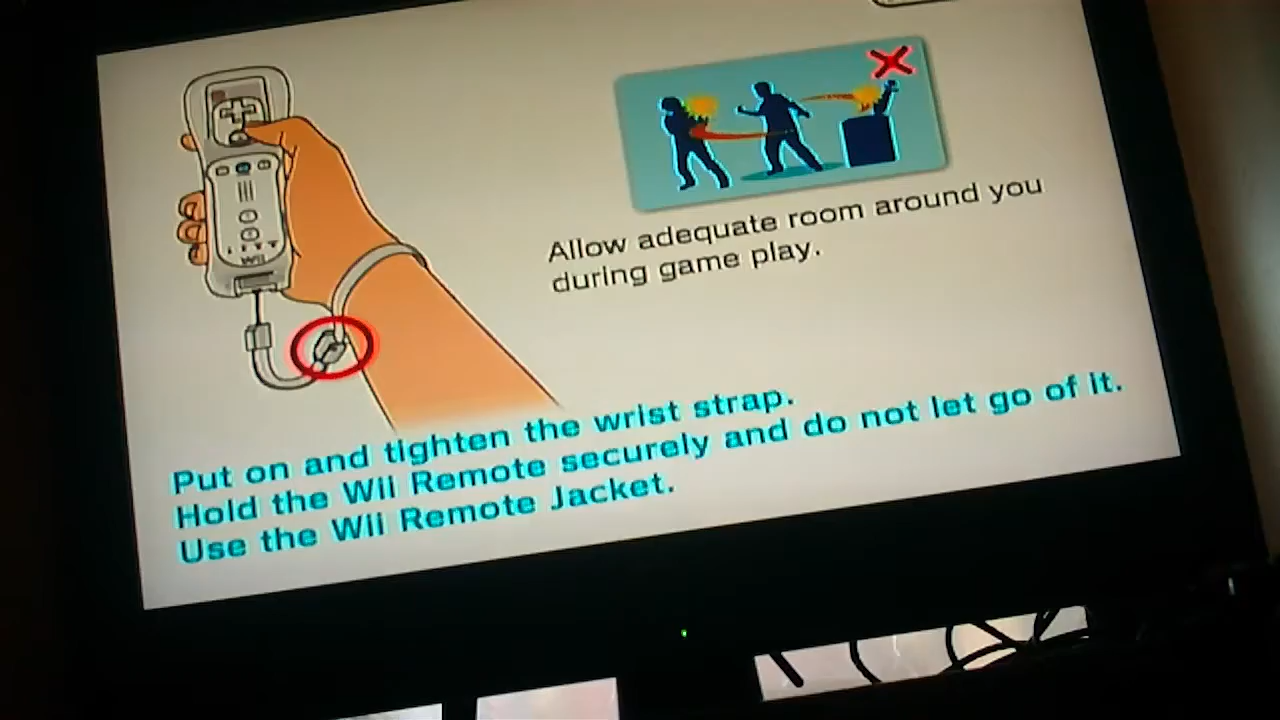 Allow adequate room around you
during game play.
Wii
Put on and tighten the wrist strap.
Hold the Wii Remote securely and do not let go of it.
Use the Wii Remote Jacket.